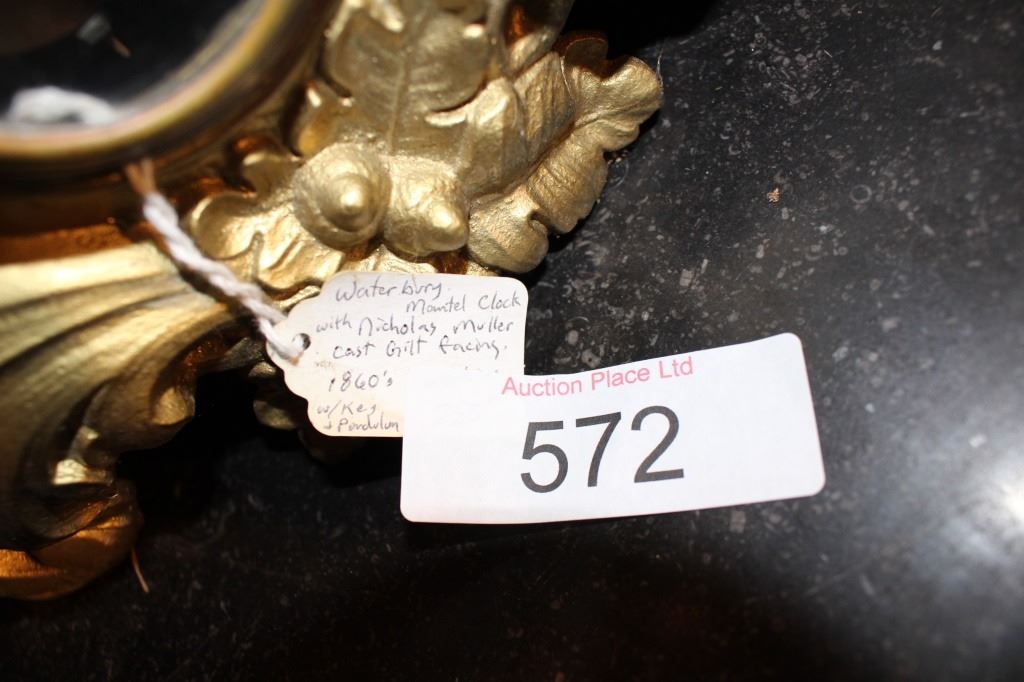 Waterbury.
Mantel Clock
with Nicholas Muller
cast Gilt facing.
1860's
w/Key
+ Pendulum
Auction Place Ltd
572